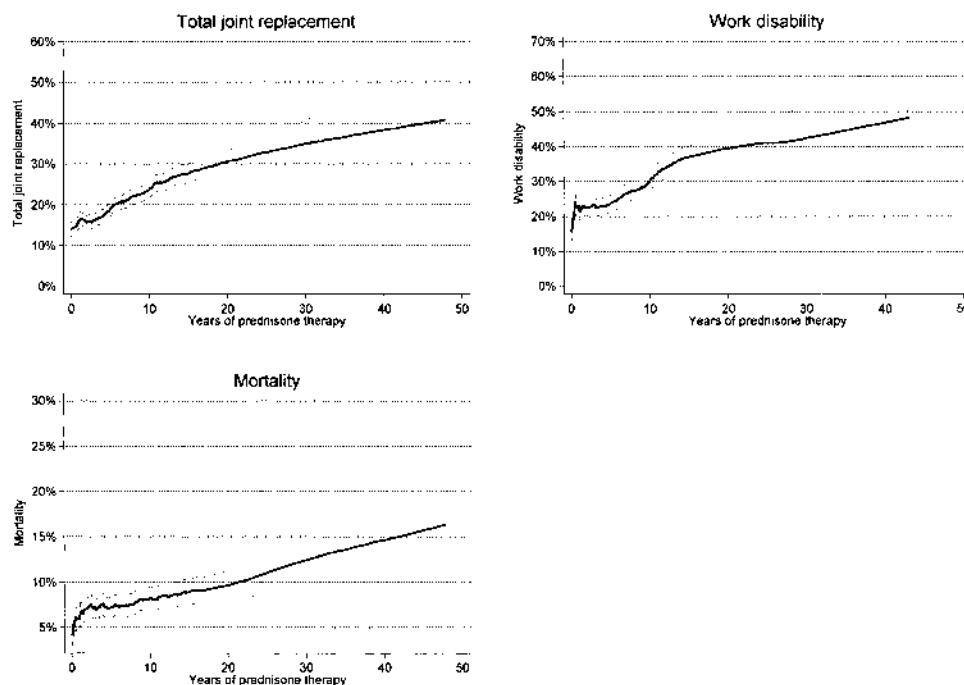 Total joint replacement
60%
50%
40%
30%
20%
10%
0%
Total joint replacement
0 10 20 30 40 50
Years of prednisone therapy
Work disability
70%
60%
50%
40%
30%
20%
10%
0%
Work disability
0 10 20 30 40 50
Years of prednisone therapy
Mortality
30%
25%
20%
15%
10%
5%
Mortality
0 10 20 30 40 50
Years of prednisone therapy